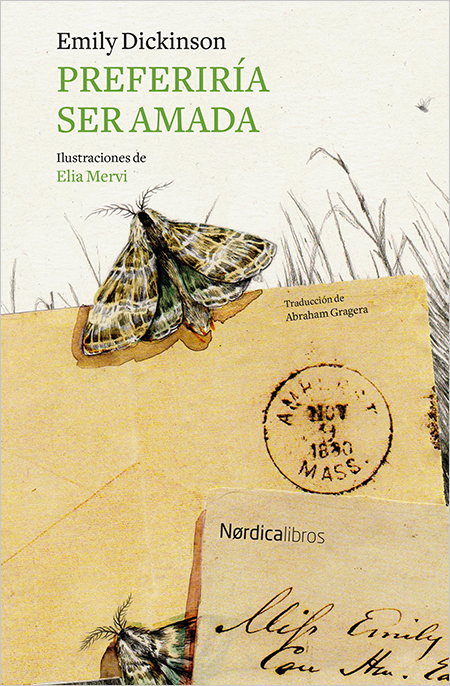 Emily Dickinson
PREFERIRÍA
SER AMADA
Ilustraciones de
Elia Mervi
Traducción de
Abraham Gragera
AMHERST
NOV
1880
MASS.
Nørdicalibros
Miss Emily